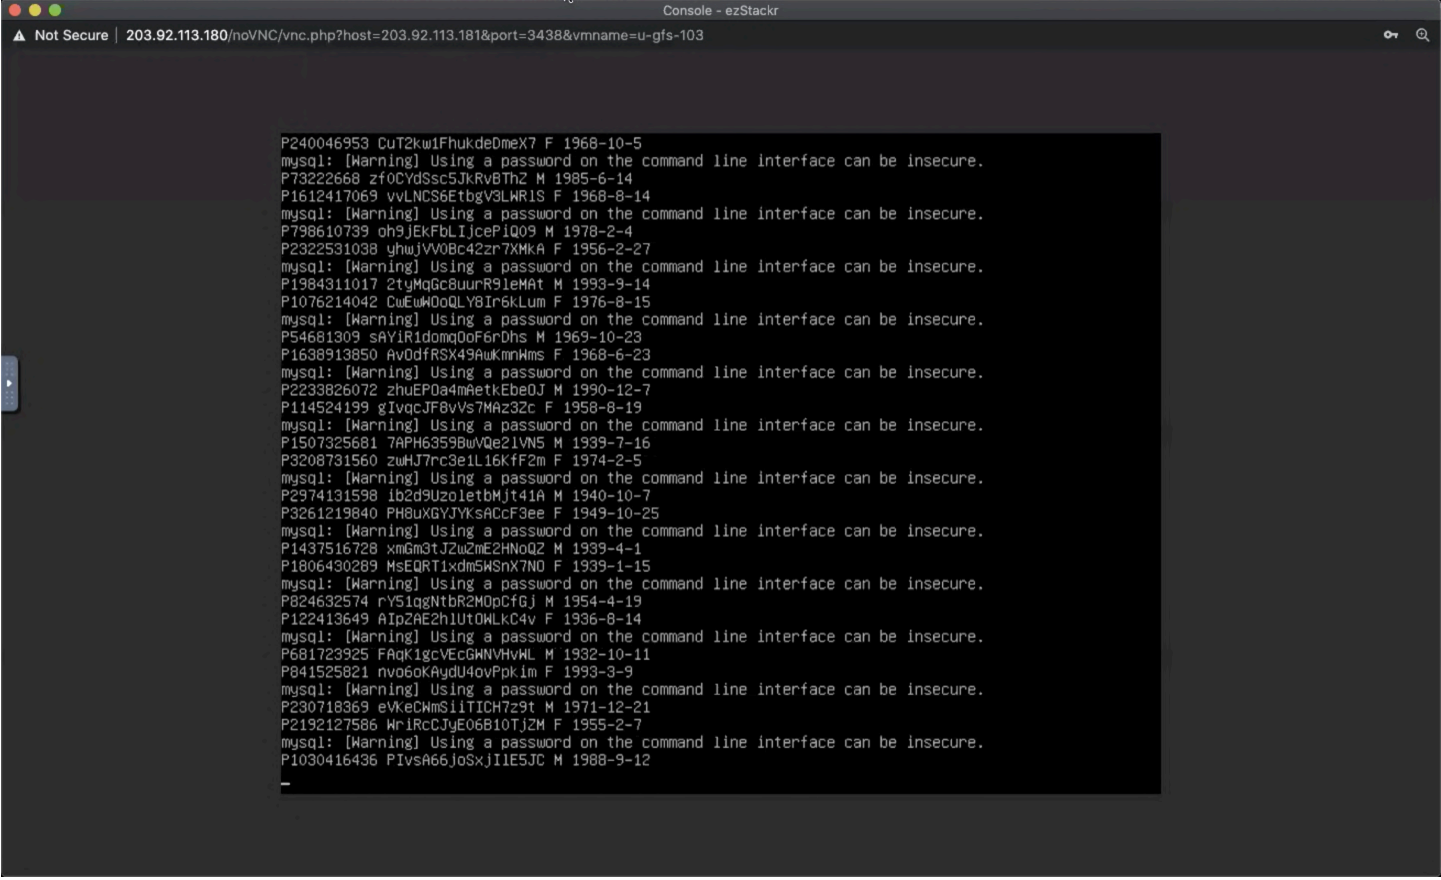 Console - ezStackr
Not Secure | 203.92.113.180/noVNC/vnc.php?host=203.92.113.181&port=3438&vmname=u-gfs-103
P240046953 CuT2kw1FhukdeDmeX7 F 1968-10-5
mysql: [Warning] Using a password on the command line interface can be insecure.
P73222668 zf0CYdSsc5JkRvBThZ M 1985-6-14
P1612417069 vvLNCS6EtbgV3LWRlS F 1968-8-14
mysql: [Warning] Using a password on the command line interface can be insecure.
P798610739 oh9jEkFbLIjcePiQO9 M 1978-2-4
P2322531038 yhwjVV0Bc42zr7XMkA F 1956-2-27
mysql: [Warning] Using a password on the command line interface can be insecure.
P1984311017 2tyMqGc8uurR9leMAt M 1993-9-14
P1076214042 CwEwWOoQLY8Ir6kLum F 1976-8-15
mysql: [Warning] Using a password on the command line interface can be insecure.
P54681309 sAYiR1domqOoF6rDhs M 1969-10-23
P1638913850 AvOdfRSX49AwKmnWms F 1968-6-23
mysql: [Warning] Using a password on the command line interface can be insecure.
P2233826072 zhuEPOa4mAetkEbeOJ M 1990-12-7
P114524199 gIvqcJF8vVs7MAz3Zc F 1958-8-19
mysql: [Warning] Using a password on the command line interface can be insecure.
P1507325681 7APH6359BwVQe2lVN5 M 1939-7-16
P3208731560 zwHJ7rc3e1L16KfF2m F 1974-2-5
mysql: [Warning] Using a password on the command line interface can be insecure.
P2974131598 ib2d9UzoletbMjt41A M 1940-10-7
P3261219840 PH8uXGYJYKsACcF3ee F 1949-10-25
mysql: [Warning] Using a password on the command line interface can be insecure.
P1437516728 xmGm3tJZwZmE2HNoQZ M 1939-4-1
P1806430289 MsEQRT1xdm5WSnX7NO F 1939-1-15
mysql: [Warning] Using a password on the command line interface can be insecure.
P824632574 rY51qgNtbR2MOpCfGj M 1954-4-19
P122413649 AIpZAE2hlUtOWLkC4v F 1936-8-14
mysql: [Warning] Using a password on the command line interface can be insecure.
P681723925 FAqK1gcVEcGWNVHvWL M 1932-10-11
P841525821 nvo6oKAydU4ovPpkim F 1993-3-9
mysql: [Warning] Using a password on the command line interface can be insecure.
P230718369 eVKeCWmSiiTICH7z9t M 1971-12-21
P2192127586 WriRcCJyEO6B1OTjZM F 1955-2-7
mysql: [Warning] Using a password on the command line interface can be insecure.
P1030416436 PIvsA66joSxjIlE5JC M 1988-9-12